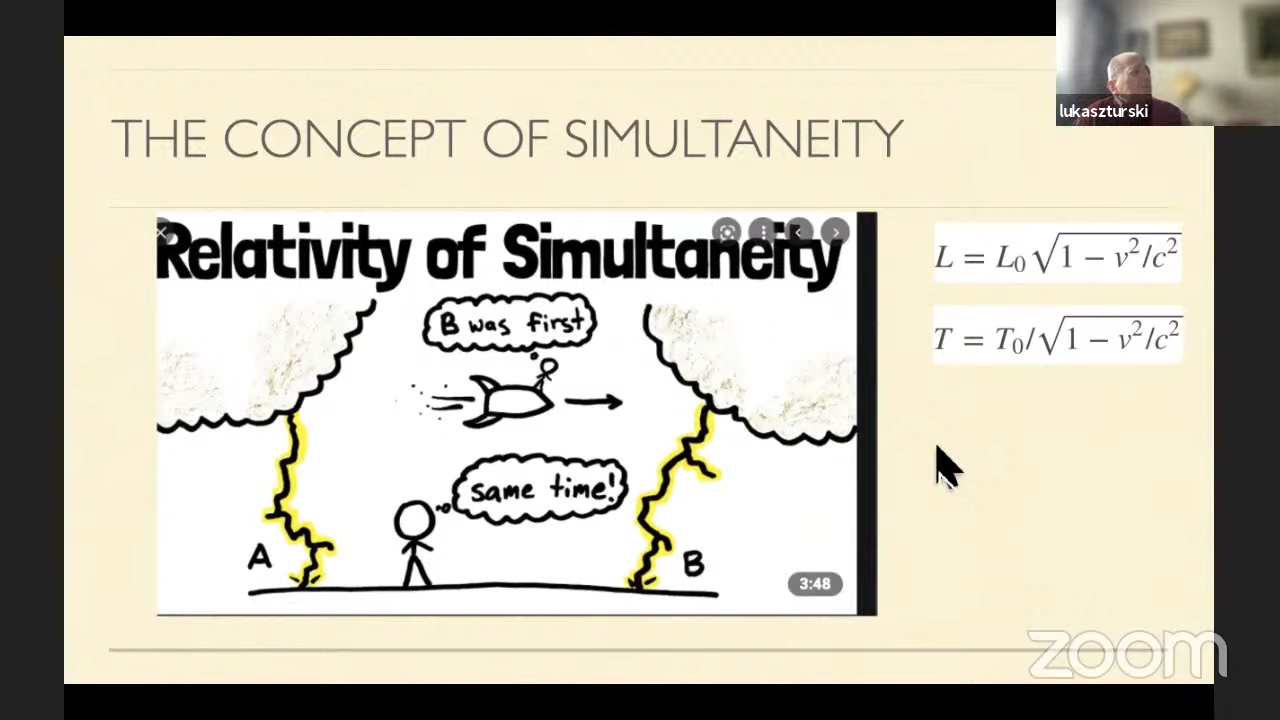 lukaszturski
THE CONCEPT OF SIMULTANEITY
Relativity of Simultaneity
L = L₀√1 − v²/c²
B was first
T = T₀/√1 − v²/c²
same time!
A
B
3:48
zoom